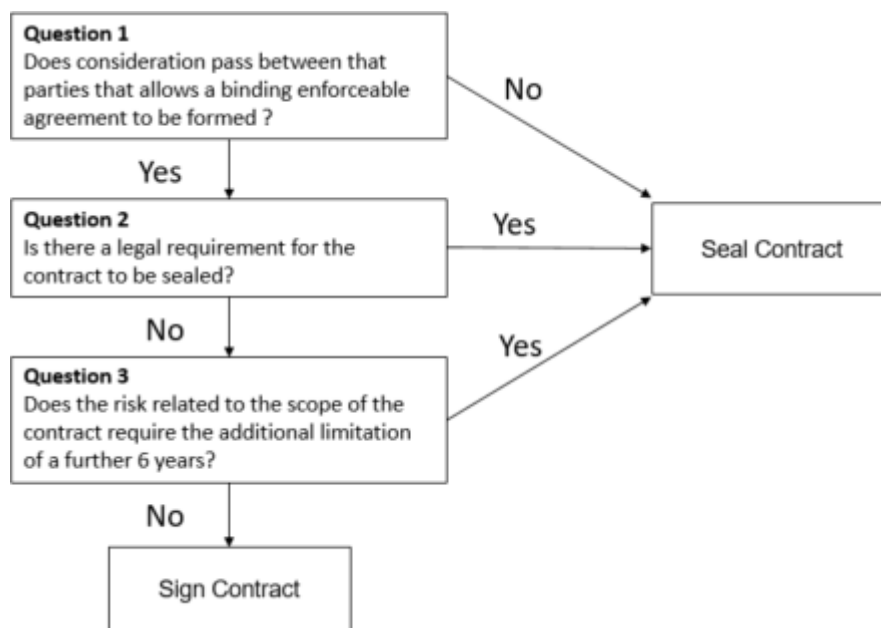 Question 1
Does consideration pass between that
parties that allows a binding enforceable
agreement to be formed ?
No
Yes
Question 2
Is there a legal requirement for the
contract to be sealed?
Yes
Seal Contract
No
Yes
Question 3
Does the risk related to the scope of the
contract require the additional limitation
of a further 6 years?
No
Sign Contract